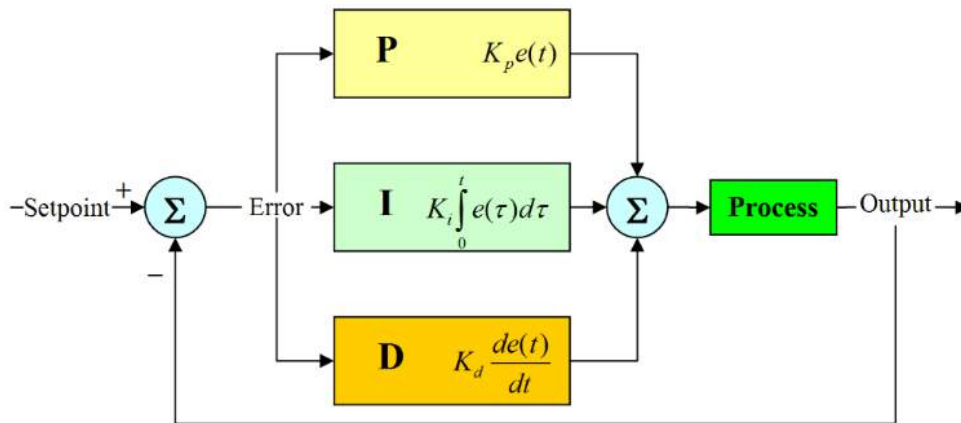 P K_p e(t)
–Setpoint + Σ Error I K_i ∫_0^t e(τ)dτ Σ Process Output
−
D K_d de(t)/dt